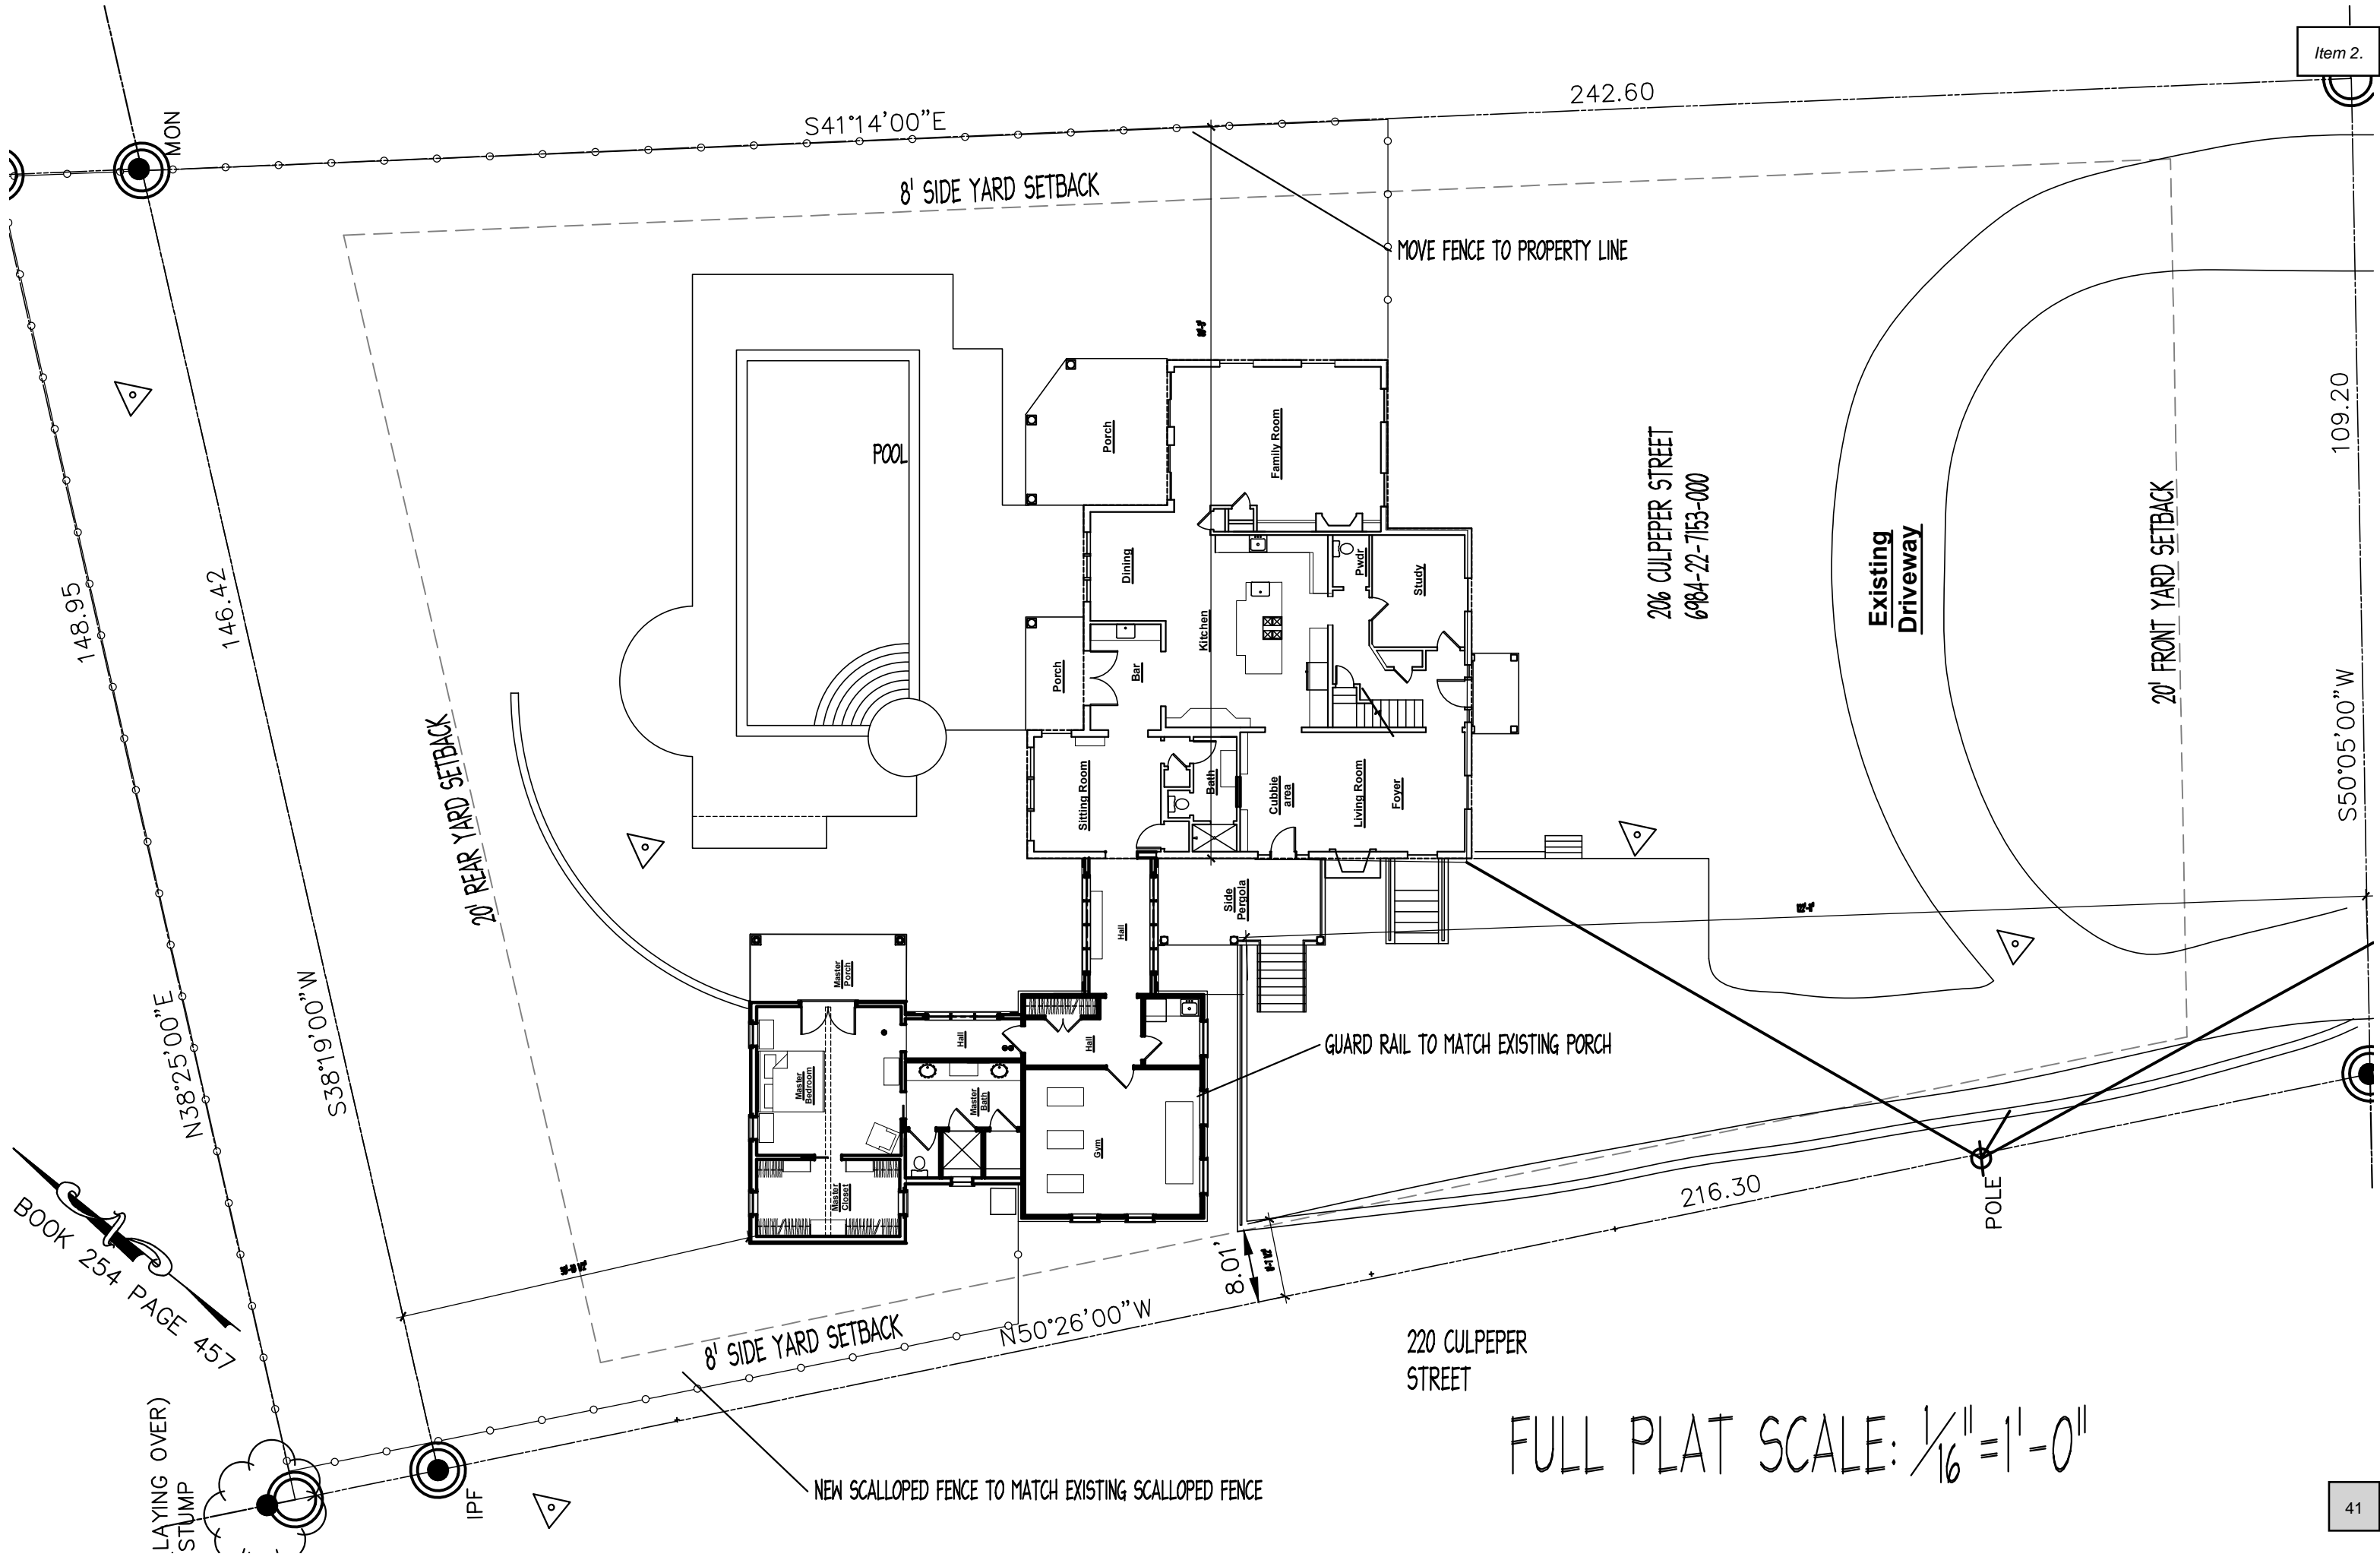 Item 2.
242.60
S41°14'00"E
MON
8' SIDE YARD SETBACK
MOVE FENCE TO PROPERTY LINE
POOL
Porch
Family Room
206 CULPEPER STREET
6984-22-7153-000
Existing
Driveway
20' FRONT YARD SETBACK
109.20
S50°05'00"W
148.95
146.42
Dining
Pwdr
Study
Kitchen
Porch
Bar
20' REAR YARD SETBACK
Sitting Room
Bath
Cubbie
area
Living Room
Foyer
Side
Pergola
Hall
Master
Porch
N38°25'00"E
S38°19'00"W
Hall
Hall
GUARD RAIL TO MATCH EXISTING PORCH
Master
Bedroom
Master
Bath
Gym
Master
Closet
216.30
POLE
BOOK 254 PAGE 457
8.01'
N50°26'00"W
8' SIDE YARD SETBACK
220 CULPEPER
STREET
LAYING OVER)
STUMP
IPF
NEW SCALLOPED FENCE TO MATCH EXISTING SCALLOPED FENCE
FULL PLAT SCALE: 1/16"=1'-0"
41